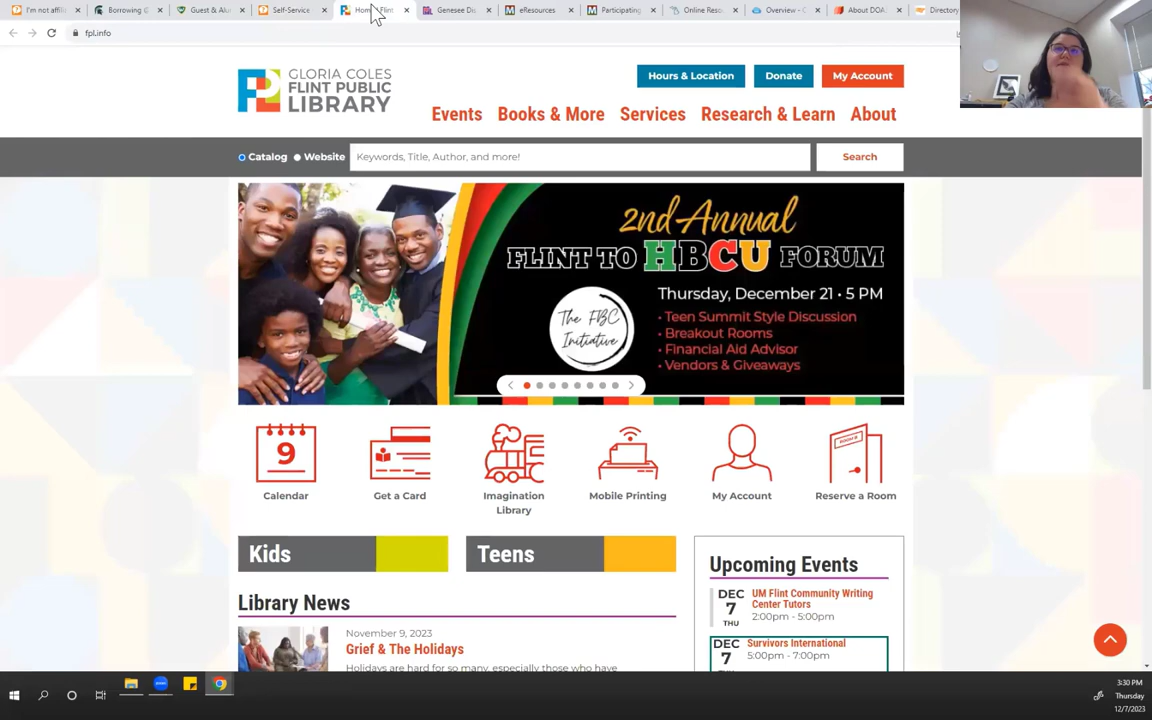 I'm not affili
Borrowing @
Guest & Alu
Self-Service
Hom
Flint
Genesee Dis
eResources
Participating
Online Reso
Overview - C
About DOA
Directory
fpl.info
GLORIA COLES
FLINT PUBLIC
LIBRARY
Hours & Location
Donate
My Account
Events
Books & More
Services
Research & Learn
About
Catalog
Website
Keywords, Title, Author, and more!
Search
2nd Annual
FLINT TO HBCU FORUM
Thursday, December 21 • 5 PM
• Teen Summit Style Discussion
• Breakout Rooms
• Financial Aid Advisor
• Vendors & Giveaways
The FBC
Initiative
9
Calendar
Get a Card
Imagination
Library
Mobile Printing
My Account
Reserve a Room
Kids
Teens
Library News
November 9, 2023
Grief & The Holidays
Holidays are hard for so many, especially those who have
Upcoming Events
DEC
7
THU
UM Flint Community Writing
Center Tutors
2:00pm - 5:00pm
DEC
7
Survivors International
5:00pm - 7:00pm
3:30 PM
Thursday
12/7/2023